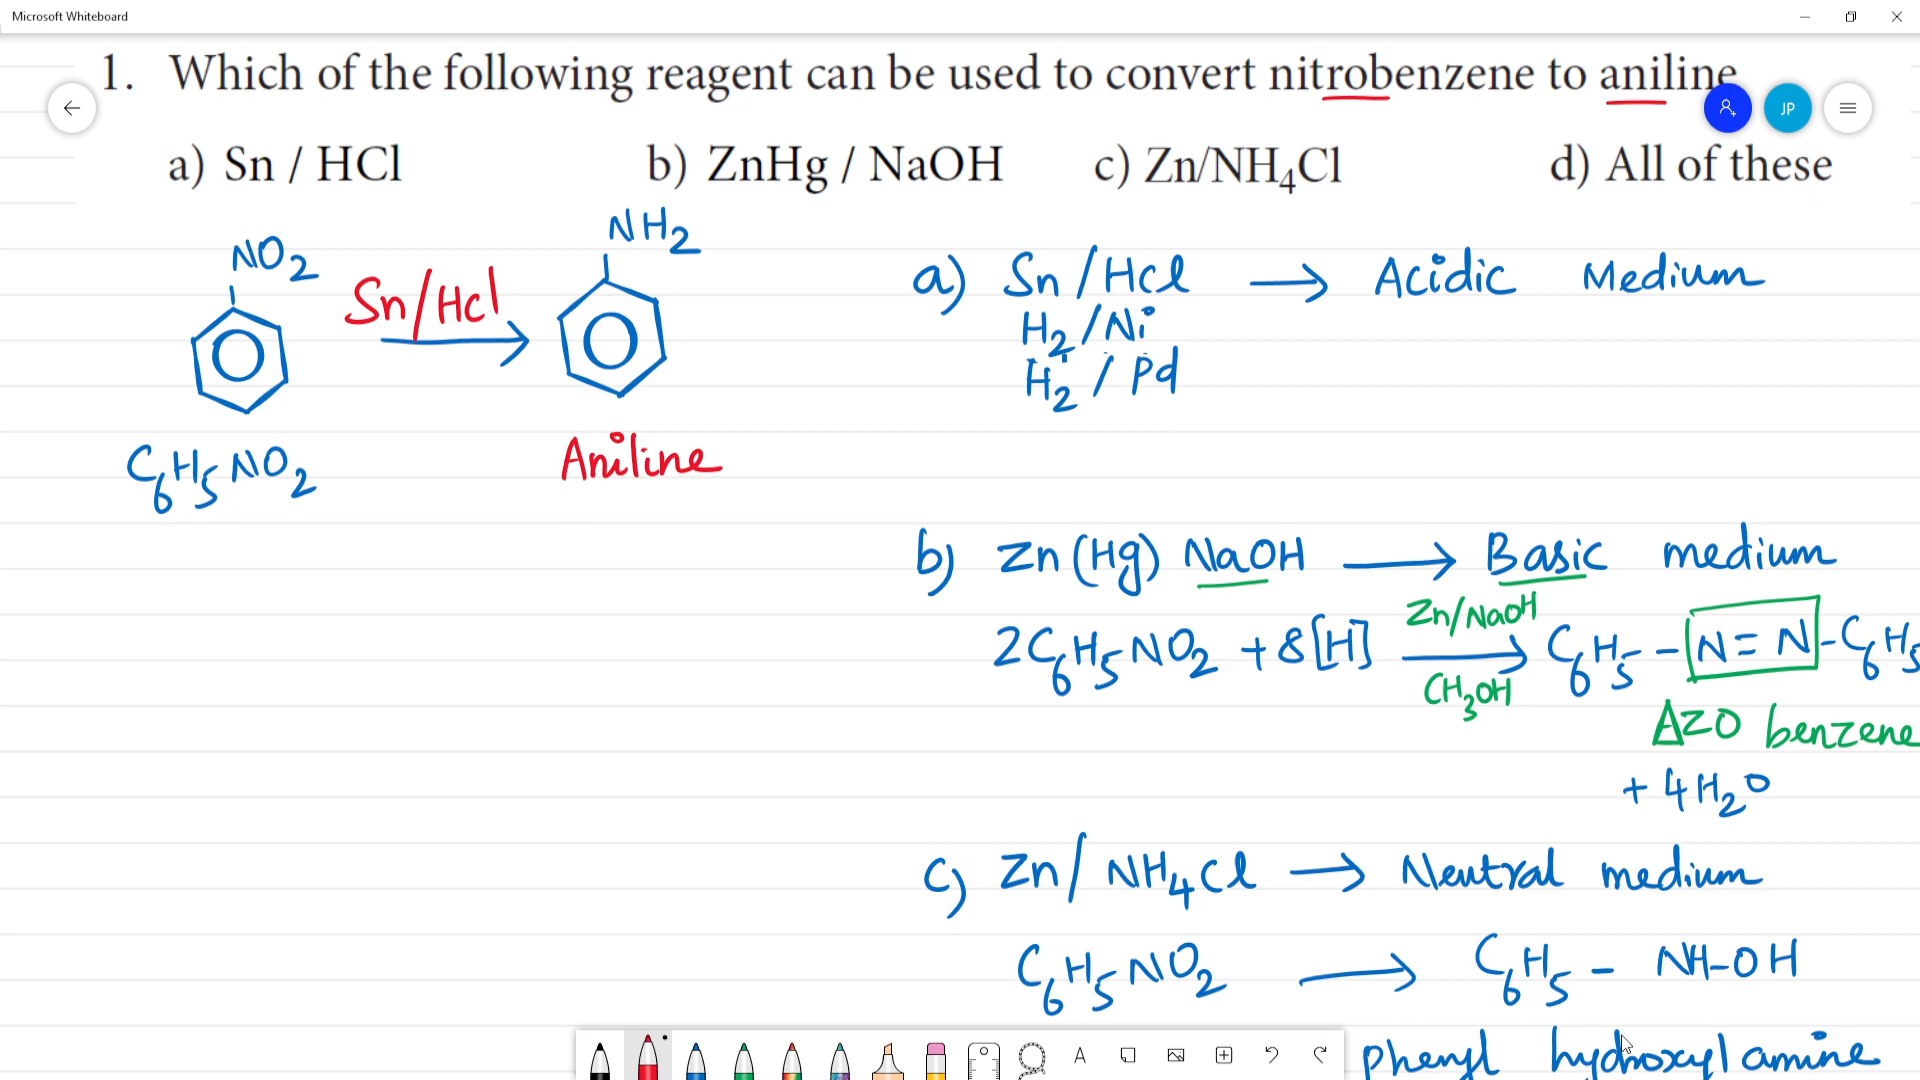 Microsoft Whiteboard
1. Which of the following reagent can be used to convert nitrobenzene to aniline
JP
a) Sn / HCl b) ZnHg / NaOH c) Zn/NH₄Cl d) All of these
NO₂ Sn/HCl NH₂
C₆H₅NO₂ Aniline
a) Sn/HCl → Acidic Medium
H₂/Ni
H₂/Pd
b) Zn(Hg) NaOH → Basic medium
Zn/NaOH
2C₆H₅NO₂ + 8[H] → C₆H₅-N=N-C₆H₅
CH₃OH
AZO benzene
+ 4H₂O
c) Zn/NH₄Cl → Neutral medium
C₆H₅NO₂ → C₆H₅-NH-OH
A
phenyl hydroxylamine